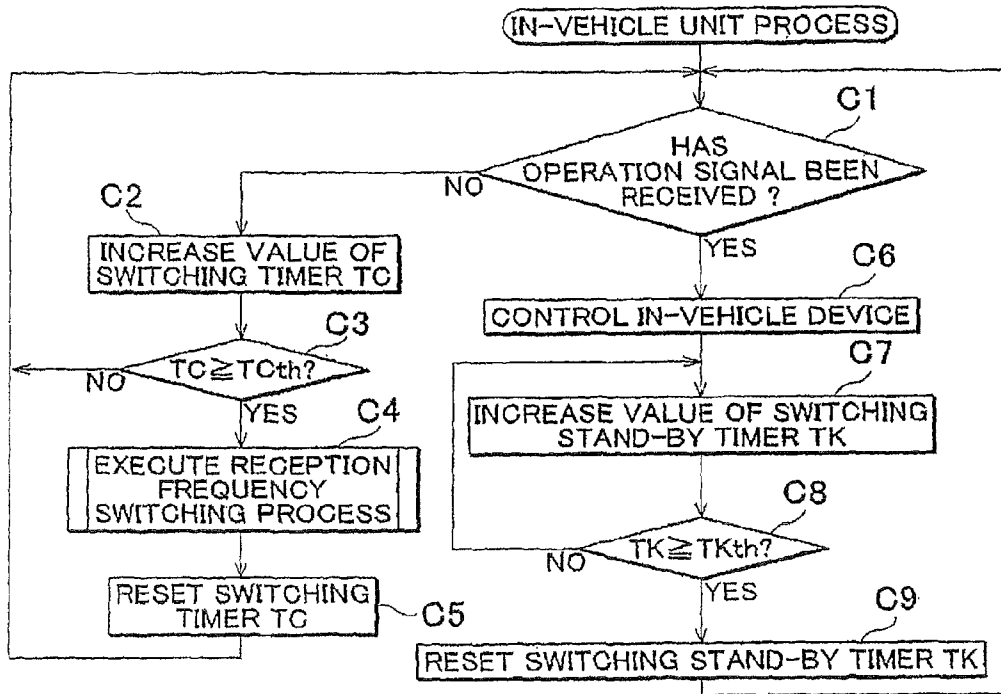 IN-VEHICLE UNIT PROCESS
C1
HAS
OPERATION SIGNAL BEEN
RECEIVED ?
NO
YES
C2
INCREASE VALUE OF
SWITCHING TIMER TC
C3
TC≧TCth?
NO
YES
C4
EXECUTE RECEPTION
FREQUENCY
SWITCHING PROCESS
RESET SWITCHING
TIMER TC
C5
C6
CONTROL IN-VEHICLE DEVICE
C7
INCREASE VALUE OF SWITCHING
STAND-BY TIMER TK
C8
TK≧TKth?
NO
YES
C9
RESET SWITCHING STAND-BY TIMER TK